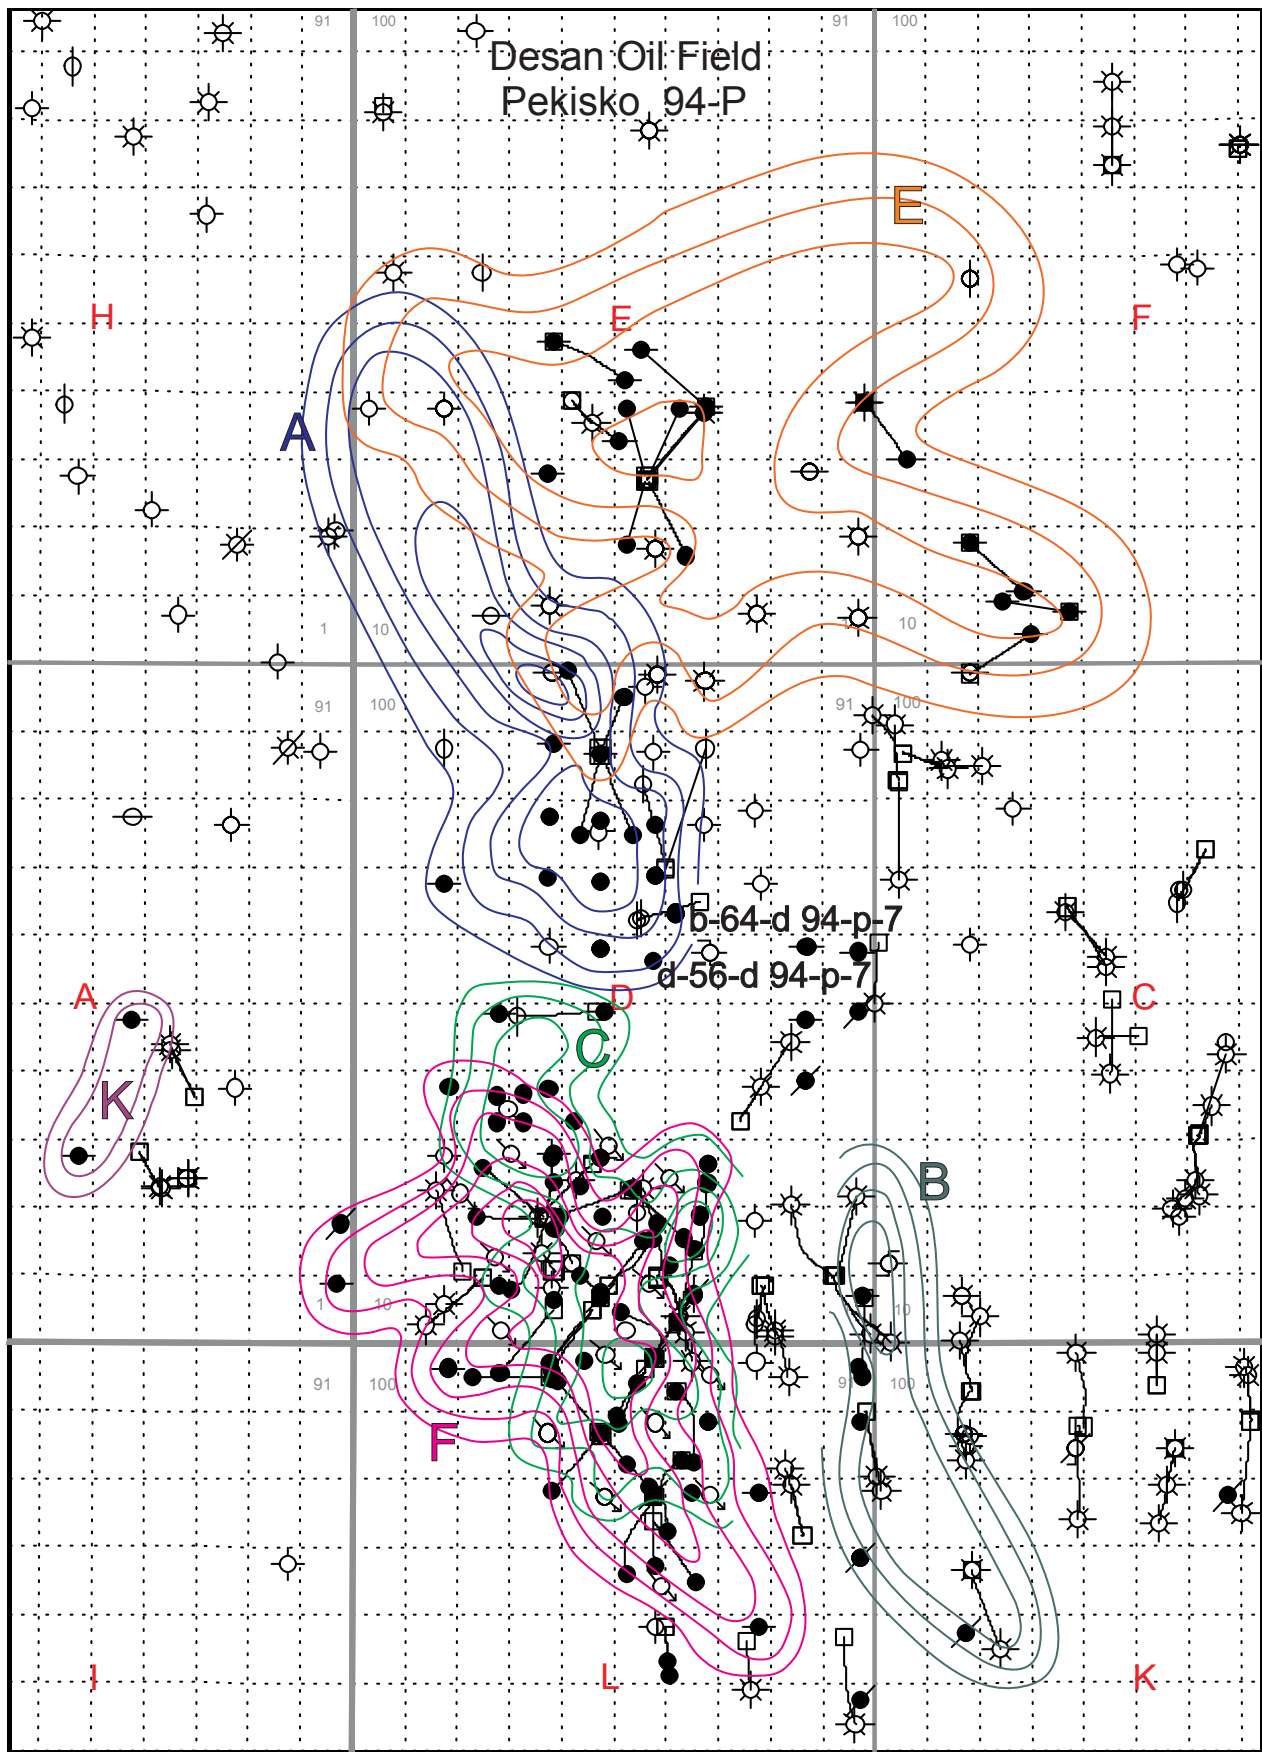 91 100 91 100
Desan Oil Field
Pekisko 94-P
E
H E F
A
1 10 10
91 100 91 100
b-64-d 94-p-7
d-56-d 94-p-7
A D C
C
K
B
1 10 10
91 100 91 100
F
I L K